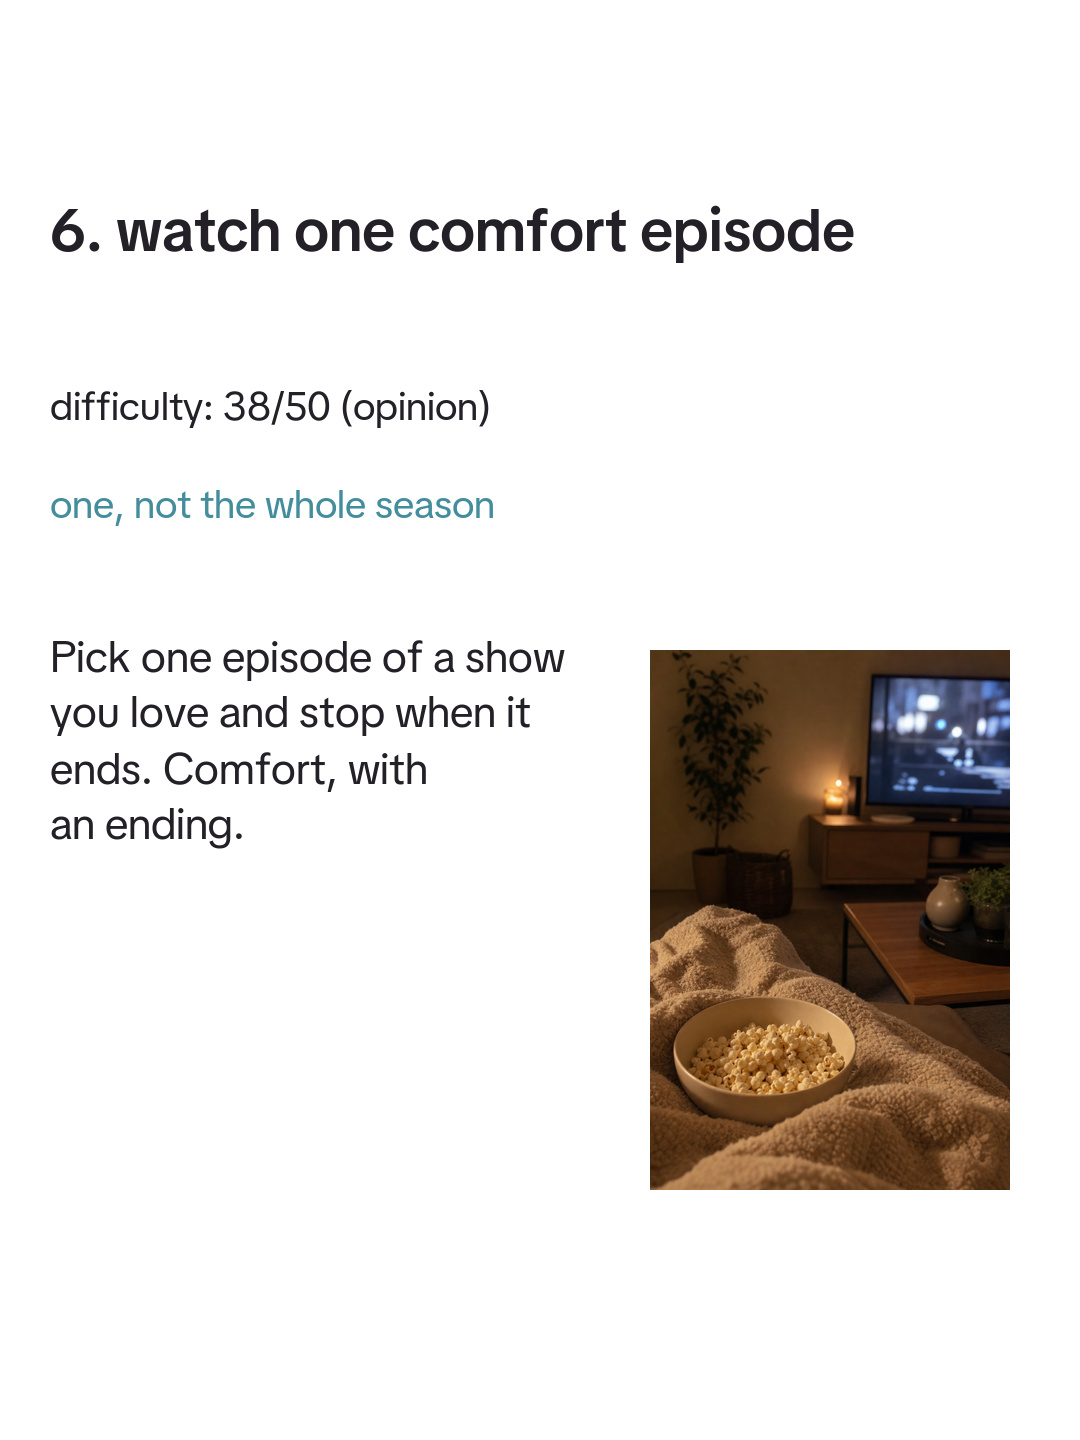 6. watch one comfort episode
difficulty: 38/50 (opinion)
one, not the whole season
Pick one episode of a show
you love and stop when it
ends. Comfort, with
an ending.